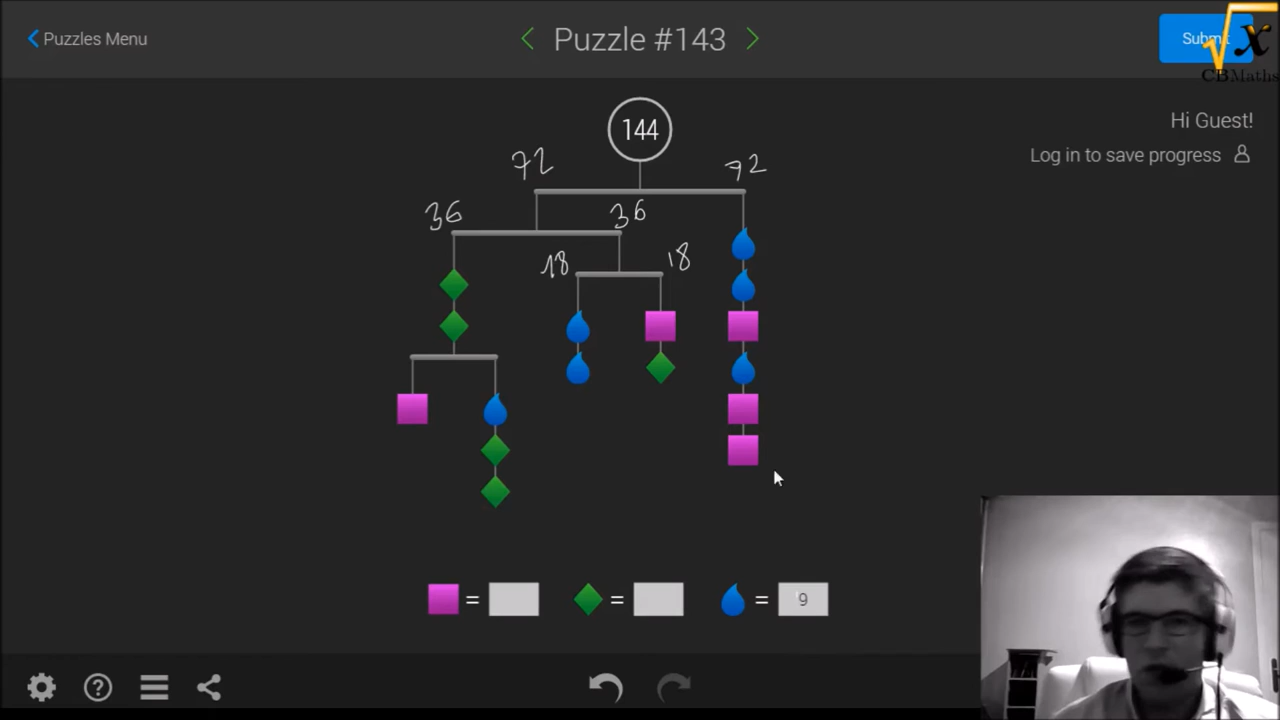 Puzzles Menu
Puzzle #143
Subm
x
CBMaths
Hi Guest!
Log in to save progress
144
72
72
36
36
18
18
=
=
= 9